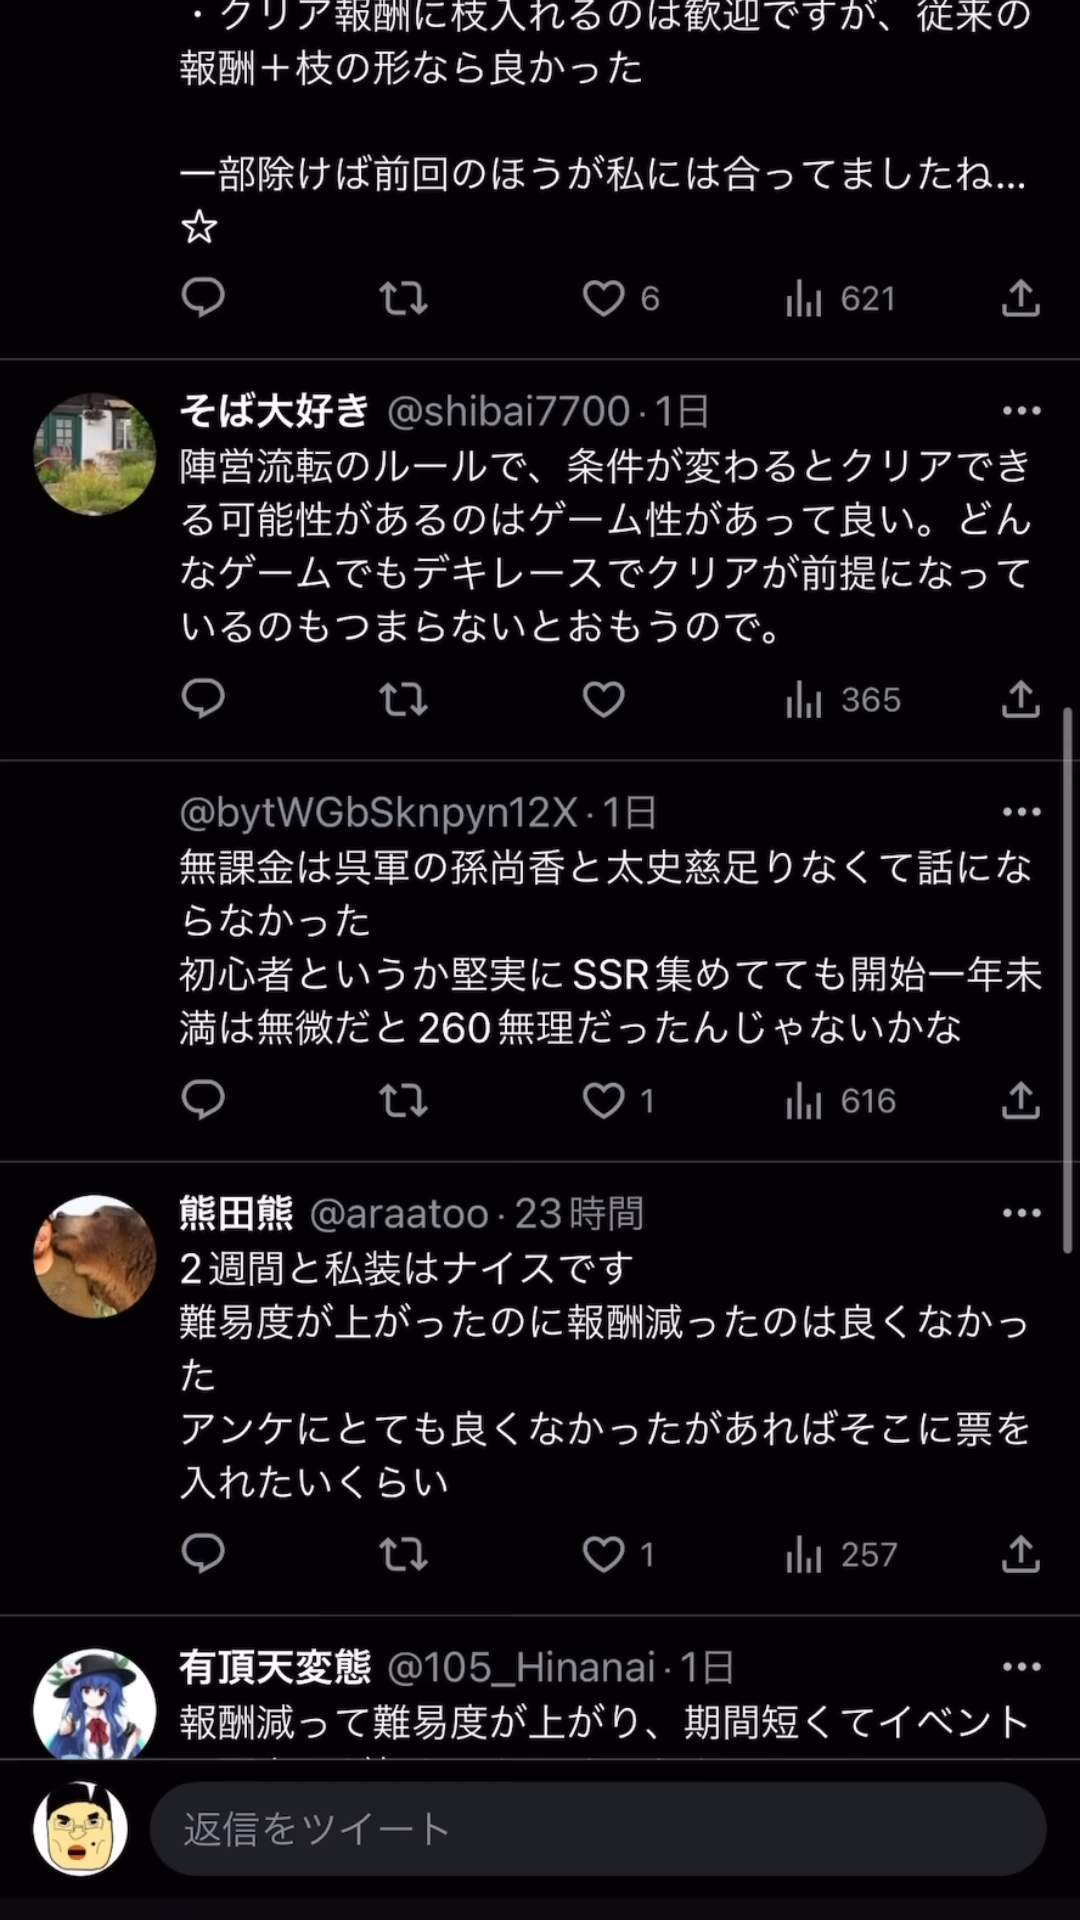 ・クリア報酬に枝入れるのは歓迎ですが、従来の
報酬＋枝の形なら良かった
一部除けば前回のほうが私には合ってましたね…
☆
6
621
そば大好き @shibai7700・1日
陣営流転のルールで、条件が変わるとクリアでき
る可能性があるのはゲーム性があって良い。どん
なゲームでもデキレースでクリアが前提になって
いるのもつまらないとおもうので。
365
@bytWGbSknpyn12X・1日
無課金は呉軍の孫尚香と太史慈足りなくて話にな
らなかった
初心者というか堅実にSSR集めてても開始一年未
満は無微だと260無理だったんじゃないかな
1
616
熊田熊 @araatoo・23時間
2週間と私装はナイスです
難易度が上がったのに報酬減ったのは良くなかっ
た
アンケにとても良くなかったがあればそこに票を
入れたいくらい
1
257
有頂天変態 @105_Hinanai・1日
報酬減って難易度が上がり、期間短くてイベント
返信をツイート